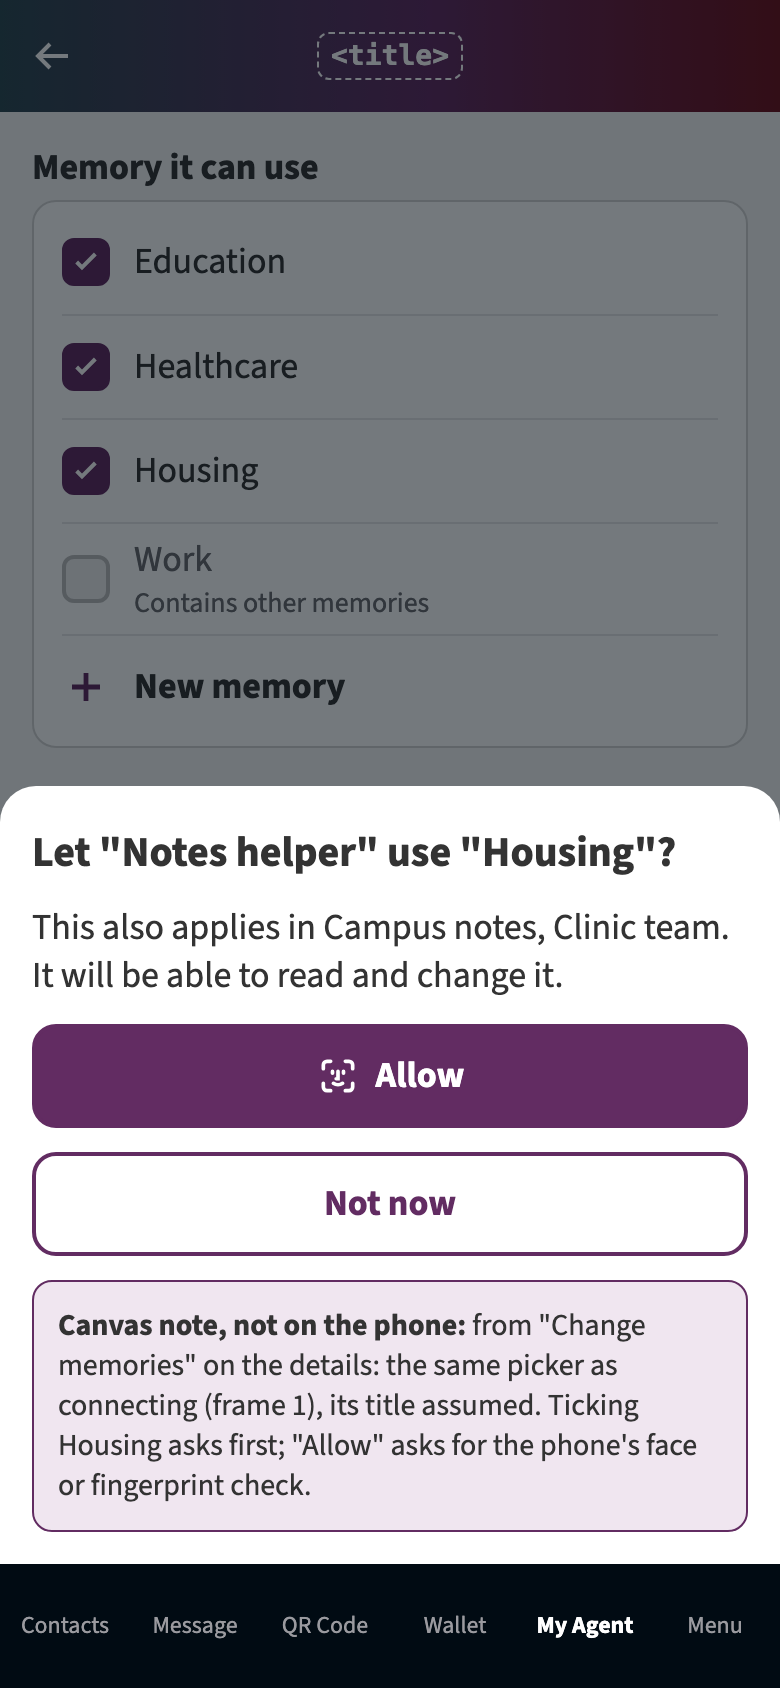 <title>
Memory it can use
Education
Healthcare
Housing
Work
Contains other memories
New memory
Let "Notes helper" use "Housing"?
This also applies in Campus notes, Clinic team.
It will be able to read and change it.
Allow
Not now
Canvas note, not on the phone: from "Change
memories" on the details: the same picker as
connecting (frame 1), its title assumed. Ticking
Housing asks first; "Allow" asks for the phone's face
or fingerprint check.
Contacts
Message
QR Code
Wallet
My Agent
Menu